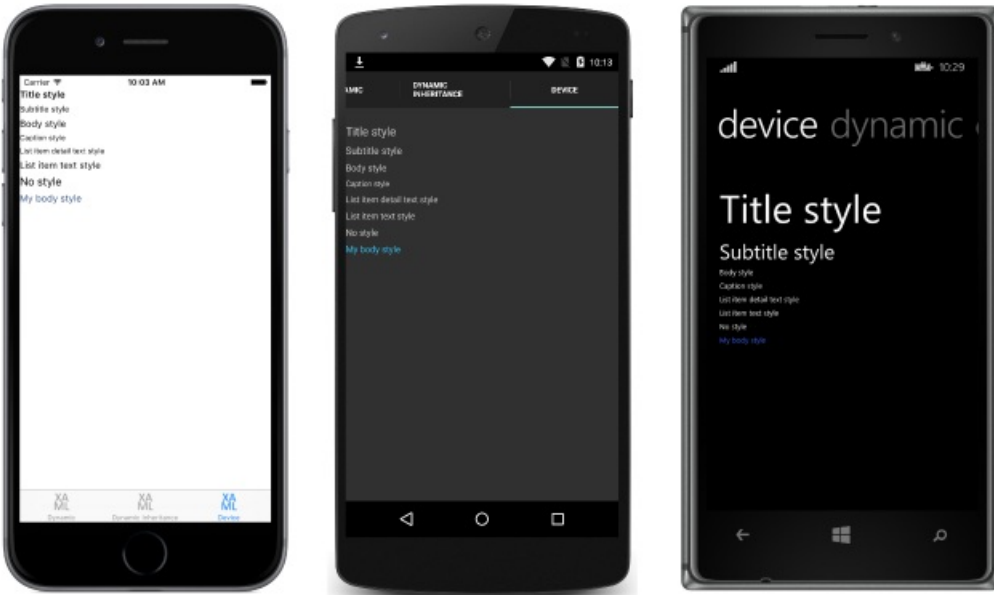 Carrier 10:03 AM
Title style
Subtitle style
Body style
Caption style
List item detail text style
List item text style
No style
My body style
XA XA XA
ML ML ML
Dynamic Dynamic Inheritance Device
10:13
AMIC DYNAMIC DEVICE
INHERITANCE
Title style
Subtitle style
Body style
Caption style
List item detail text style
List item text style
No style
My body style
10:29
device dynamic
Title style
Subtitle style
Body style
Caption style
List item detail text style
List item text style
No style
My body style